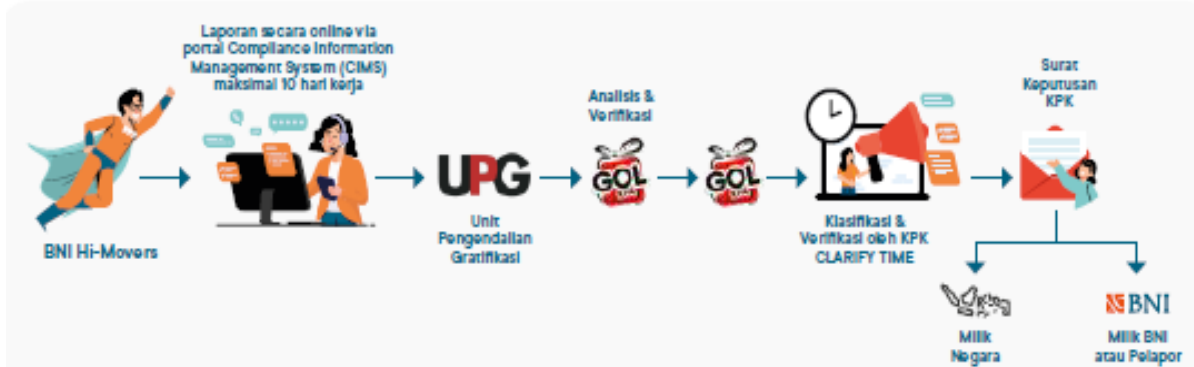 Laporan secara online via
portal Compliance Information
Management System (CIMS)
maksimal 10 hari kerja
BNI Hi-Movers
UPG
Unit
Pengendalian
Gratifikasi
Analisis &
Verifikasi
GOL
GOL
Klasifikasi &
Verifikasi oleh KPK
CLARIFY TIME
Surat
Keputusan
KPK
Milik
Negara
BNI
Milik BNI
atau Pelapor